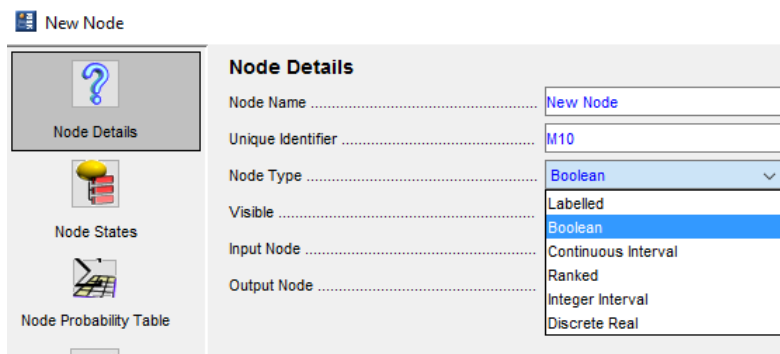 New Node
Node Details
Node Details
Node Name
New Node
Unique Identifier
M10
Node Type
Boolean
Visible
Input Node
Output Node
Labelled
Boolean
Continuous Interval
Ranked
Integer Interval
Discrete Real
Node States
Node Probability Table